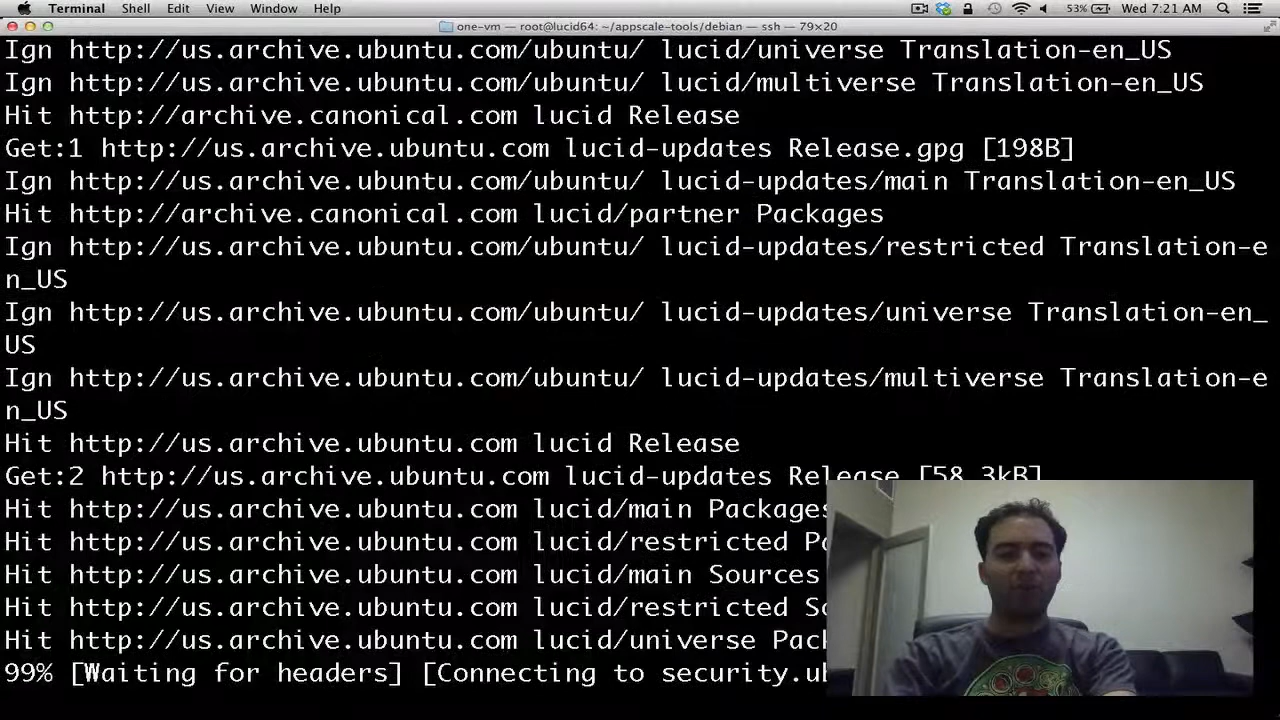 Terminal Shell Edit View Window Help 53% Wed 7:21 AM
one-vm — root@lucid64: ~/appscale-tools/debian — ssh — 79×20
Ign http://us.archive.ubuntu.com/ubuntu/ lucid/universe Translation-en_US
Ign http://us.archive.ubuntu.com/ubuntu/ lucid/multiverse Translation-en_US
Hit http://archive.canonical.com lucid Release
Get:1 http://us.archive.ubuntu.com lucid-updates Release.gpg [198B]
Ign http://us.archive.ubuntu.com/ubuntu/ lucid-updates/main Translation-en_US
Hit http://archive.canonical.com lucid/partner Packages
Ign http://us.archive.ubuntu.com/ubuntu/ lucid-updates/restricted Translation-e
n_US
Ign http://us.archive.ubuntu.com/ubuntu/ lucid-updates/universe Translation-en_
US
Ign http://us.archive.ubuntu.com/ubuntu/ lucid-updates/multiverse Translation-e
n_US
Hit http://us.archive.ubuntu.com lucid Release
Get:2 http://us.archive.ubuntu.com lucid-updates Release [58.3kB]
Hit http://us.archive.ubuntu.com lucid/main Packages
Hit http://us.archive.ubuntu.com lucid/restricted
Hit http://us.archive.ubuntu.com lucid/main Sources
Hit http://us.archive.ubuntu.com lucid/restricted
Hit http://us.archive.ubuntu.com lucid/universe Pack
99% [Waiting for headers] [Connecting to security.ub